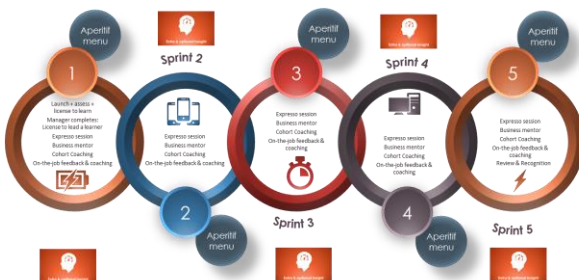 Aperitif
menu
1
Launch + assess +
license to learn
Manager completes:
License to lead a learner
Expresso session
Business mentor
Cohort Coaching
On-the-job feedback & coaching
Sprint 2
Expresso session
Business mentor
Cohort Coaching
On-the-job feedback & coaching
2
Aperitif
menu
Aperitif
menu
3
Expresso session
Business mentor
Cohort Coaching
On-the-job feedback &
coaching
Sprint 3
Sprint 4
Expresso session
Business mentor
Cohort Coaching
On-the-job feedback &
coaching
4
Aperitif
menu
Aperitif
menu
5
Expresso session
Business mentor
Cohort Coaching
On-the-job feedback &
coaching
Review & Recognition
Sprint 5